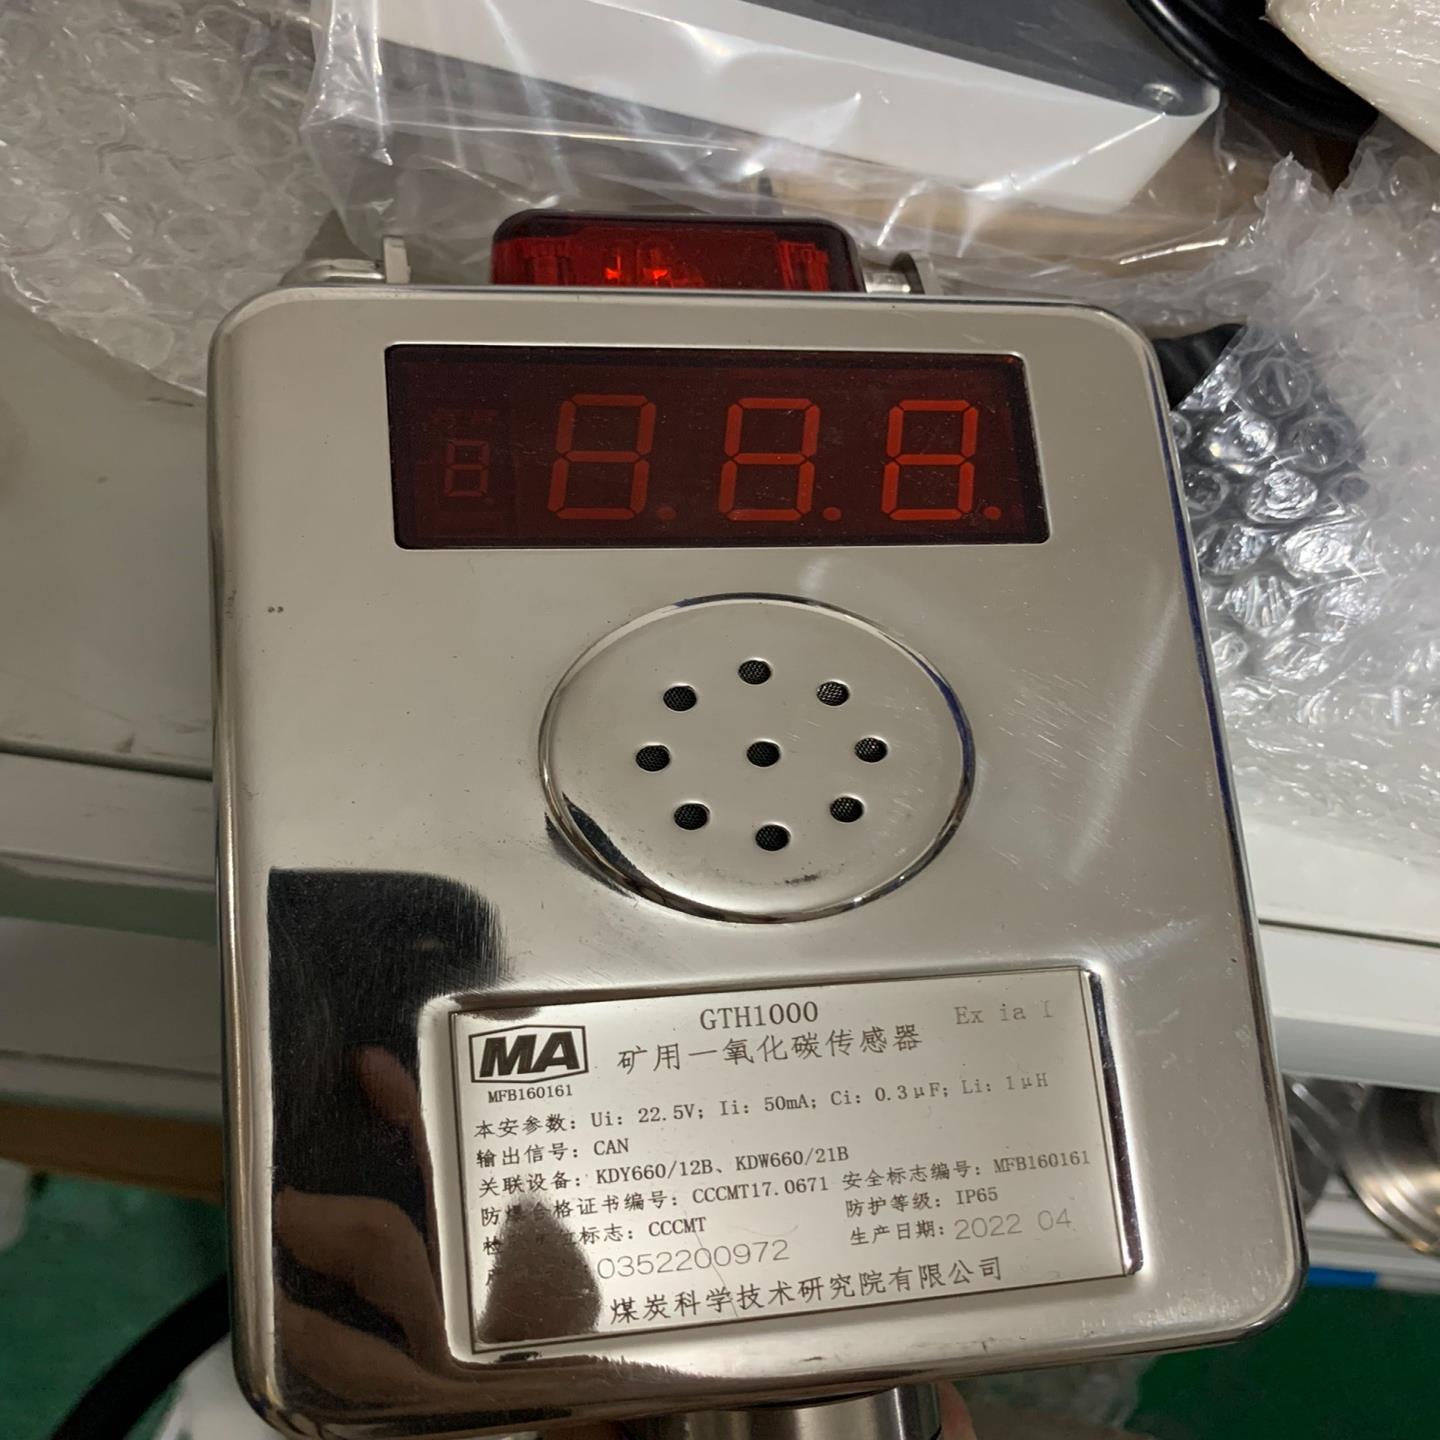 8.8.8.8.
GTH1000
Ex ia I
MA
矿用一氧化碳传感器
MFB160161
本安参数: Ui: 22.5V; Ii: 50mA; Ci: 0.3μF; Li: 1μH
输出信号: CAN
关联设备: KDY660/12B、KDW660/21B
防爆合格证书编号: CCCMT17.0671 安全标志编号: MFB160161
标志: CCCMT 防护等级: IP65
0352200972 生产日期: 2022 04
煤炭科学技术研究院有限公司